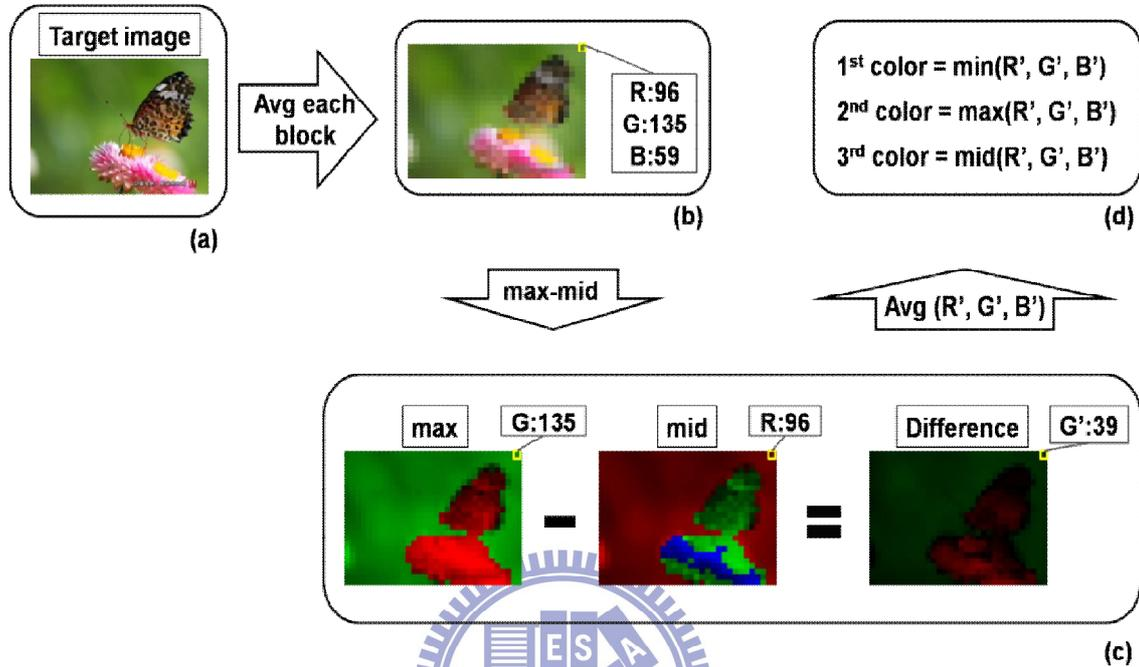 Target image
Avg each
block
R:96
G:135
B:59
(a)
(b)
1st color = min(R', G', B')
2nd color = max(R', G', B')
3rd color = mid(R', G', B')
(d)
max-mid
Avg (R', G', B')
max
G:135
mid
R:96
Difference
G':39
(c)
E S A